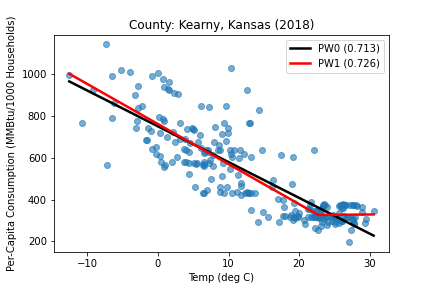 County: Kearny, Kansas (2018)
PW0 (0.713)
PW1 (0.726)
Per-Capita Consumption (MMBtu/1000 Households)
1000
800
600
400
200
−10
0
10
20
30
Temp (deg C)